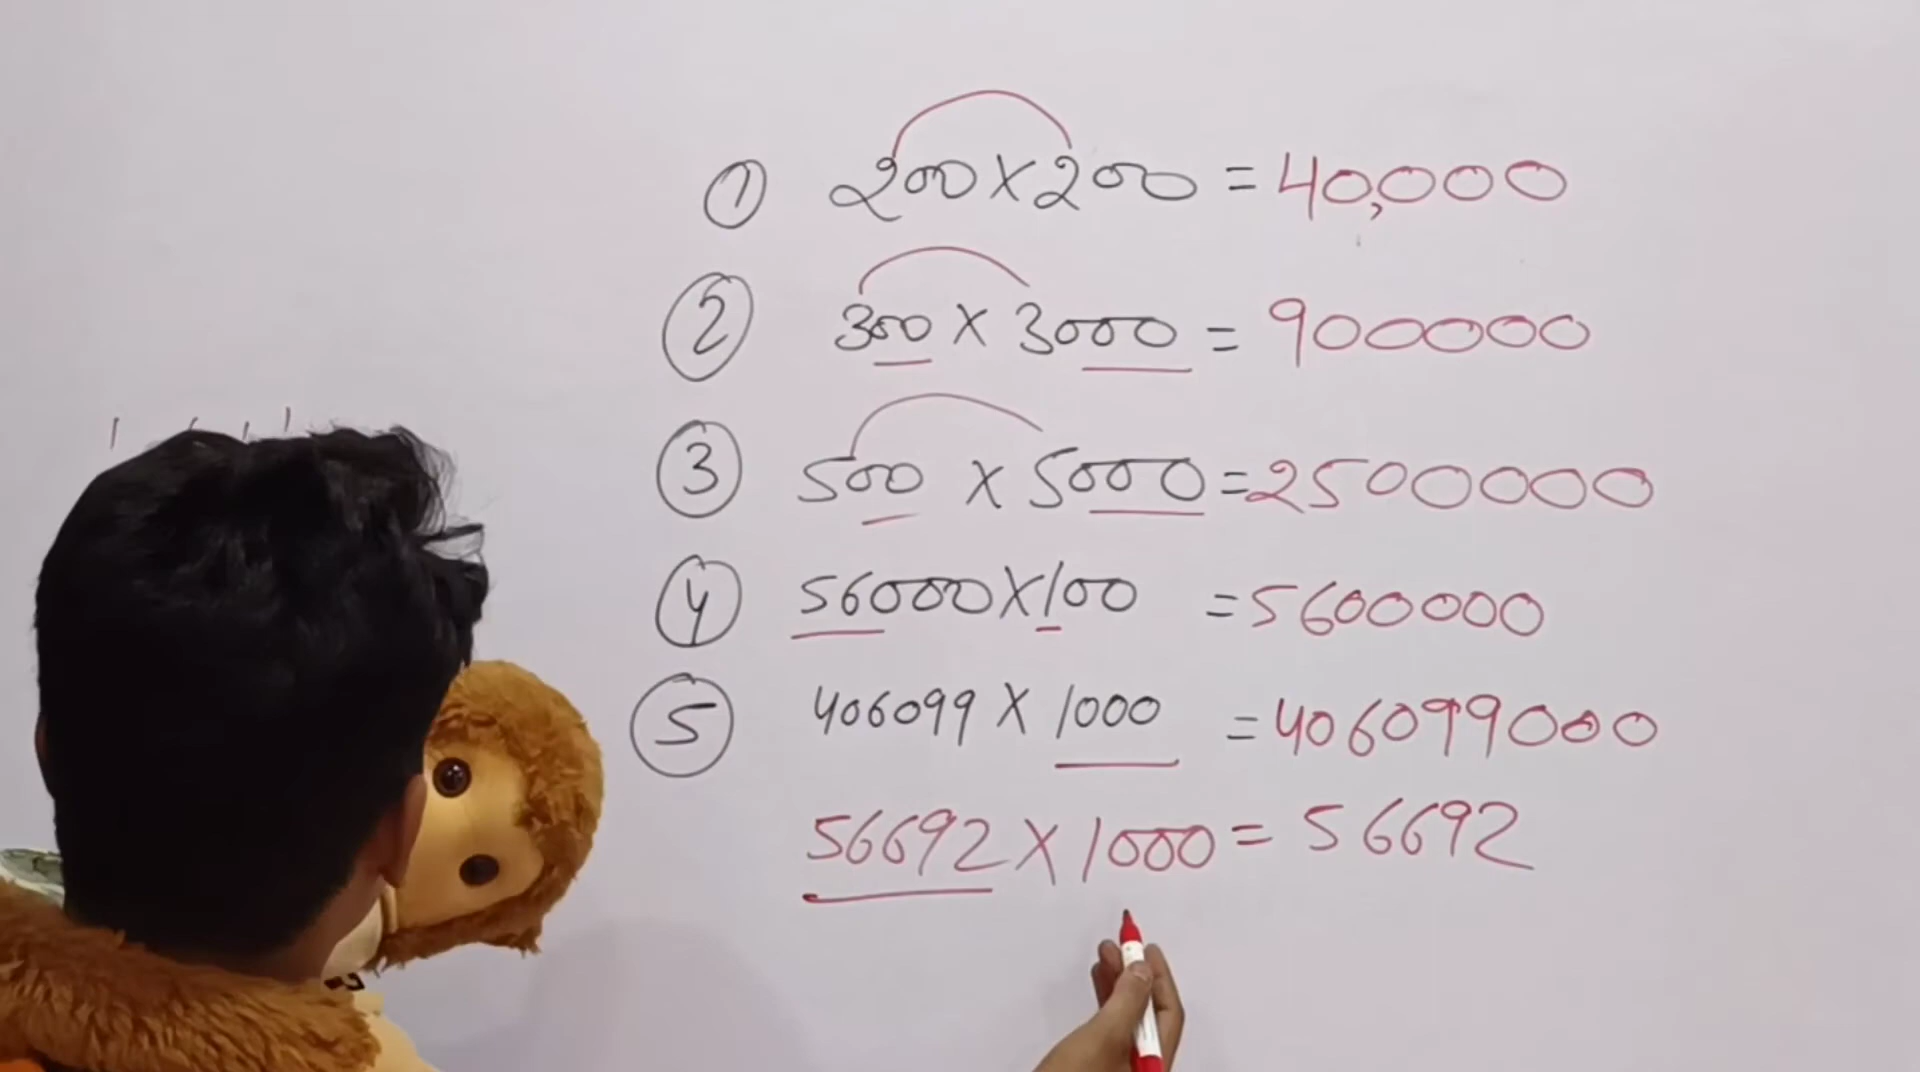 ① 200 X 200 = 40,000
② 300 X 3000 = 900000
③ 500 X 5000 = 2500000
④ 56000 X 100 = 5600000
⑤ 406099 X 1000 = 406099000
56692 X 1000 = 56692